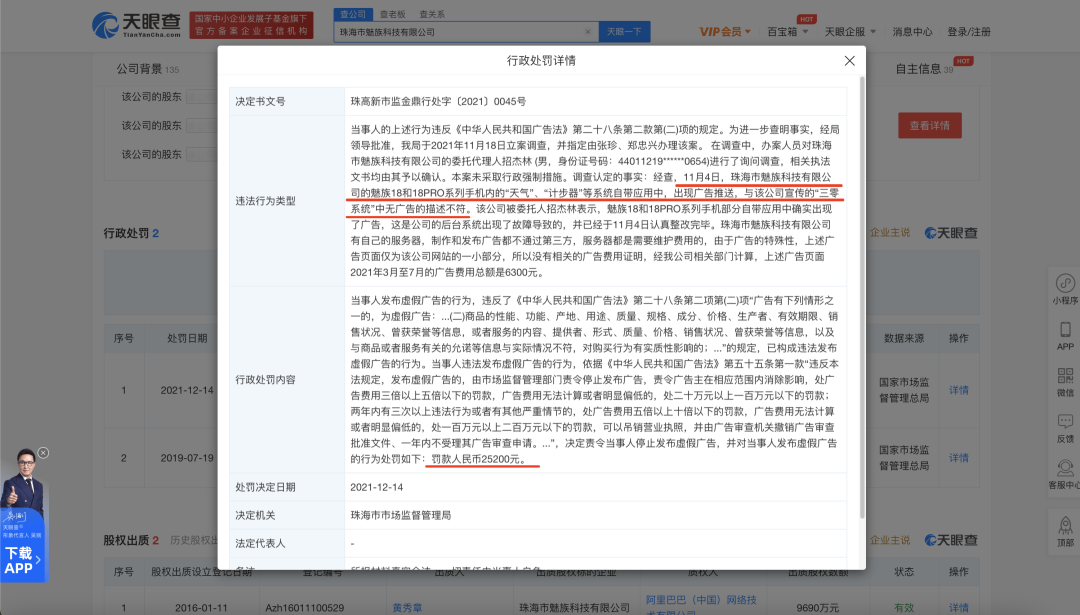 天眼查
TianYanCha.com
国家中小企业发展子基金旗下
官方备案企业征信机构
查公司 查老板 查关系
珠海市魅族科技有限公司
天眼一下
VIP会员
百宝箱
HOT
天眼企服
消息中心
登录/注册
公司背景 135
自主信息 39
HOT
该公司的股东
该公司的股东
该公司的股东
查看详情
行政处罚 2
企业主说
天眼查
序号 处罚日期
数据来源 操作
1 2021-12-14
国家市场监
督管理总局
详情
2 2019-07-19
国家市场监
督管理总局
详情
行政处罚详情
决定书文号
珠高新市监金鼎行处字〔2021〕0045号
违法行为类型
当事人的上述行为违反《中华人民共和国广告法》第二十八条第二款第(二)项的规定。为进一步查明事实，经局
领导批准，我局于2021年11月18日立案调查，并指定由张珍、郑忠兴办理该案。 在调查中，办案人员对珠海
市魅族科技有限公司的委托代理人招杰林 (男，身份证号码：44011219******0654)进行了询问调查，相关执法
文书均由其予以确认。本案未采取行政强制措施。调查认定的事实：经查，11月4日，珠海市魅族科技有限公
司的魅族18和18PRO系列手机内的“天气”、“计步器”等系统自带应用中，出现广告推送，与该公司宣传的“三零
系统”中无广告的描述不符。该公司被委托人招杰林表示，魅族18和18PRO系列手机部分自带应用中确实出现
了广告，这是公司的后台系统出现了故障导致的，并已经于11月4日认真整改完毕。珠海市魅族科技有限公司
有自己的服务器，制作和发布广告都不通过第三方，服务器都是需要维护费用的，由于广告的特殊性，上述广
告页面仅为该公司网站的一小部分，所以没有相关的广告费用证明，经我公司相关部门计算，上述广告页面
2021年3月至7月的广告费用总额是6300元。
行政处罚内容
当事人发布虚假广告的行为，违反了《中华人民共和国广告法》第二十八条第二项第(二)项“广告有下列情形之
一的，为虚假广告：...(二)商品的性能、功能、产地、用途、质量、规格、成分、价格、生产者、有效期限、销
售状况、曾获荣誉等信息，或者服务的内容、提供者、形式、质量、价格、销售状况、曾获荣誉等信息，以及
与商品或者服务有关的允诺等信息与实际情况不符，对购买行为有实质性影响的；...”的规定，已构成违法发布
虚假广告的行为。当事人违法发布虚假广告的行为，依据《中华人民共和国广告法》第五十五条第一款“违反本
法规定，发布虚假广告的，由市场监督管理部门责令停止发布广告，责令广告主在相应范围内消除影响，处广
告费用三倍以上五倍以下的罚款，广告费用无法计算或者明显偏低的，处二十万元以上一百万元以下的罚款；
两年内有三次以上违法行为或者有其他严重情节的，处广告费用五倍以上十倍以下的罚款，广告费用无法计算
或者明显偏低的，处一百万元以上二百万元以下的罚款，可以吊销营业执照，并由广告审查机关撤销广告审查
批准文件、一年内不受理其广告审查申请。...”，决定责令当事人停止发布虚假广告，并对当事人发布虚假广告
的行为处罚如下：罚款人民币25200元。
处罚决定日期
2021-12-14
决定机关
珠海市市场监督管理局
法定代表人
-
股权出质 2
历史股权出
企业主说
天眼查
序号 股权出质设立登记日期 登记编号 出质人 出质股权标的企业 质权人 出质股权数额 状态 操作
1 2016-01-11 Azh16011100529 黄秀章 珠海市魅族科技有限公司 阿里巴巴（中国）网络技 9690万元 有效 详情
小程序
APP
微信
反馈
客服中心
顶部
下载
APP